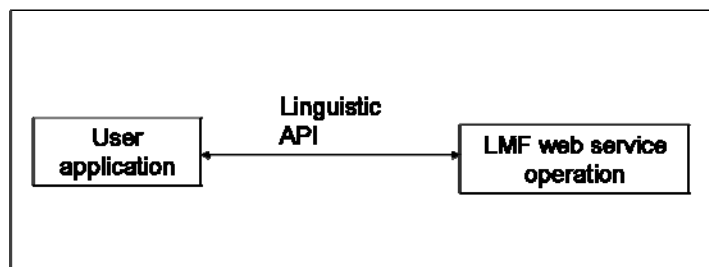 User
application
Linguistic
API
LMF web service
operation